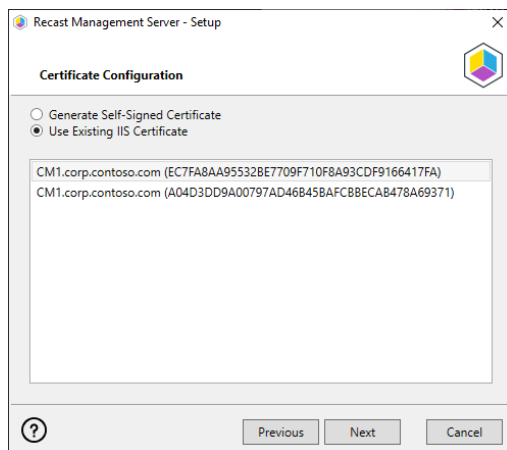 Recast Management Server - Setup
Certificate Configuration
Generate Self-Signed Certificate
Use Existing IIS Certificate
CM1.corp.contoso.com (EC7FA8AA95532BE7709F710F8A93CDF9166417FA)
CM1.corp.contoso.com (A04D3DD9A00797AD46B45BAFCBBECAB478A69371)
?
Previous
Next
Cancel